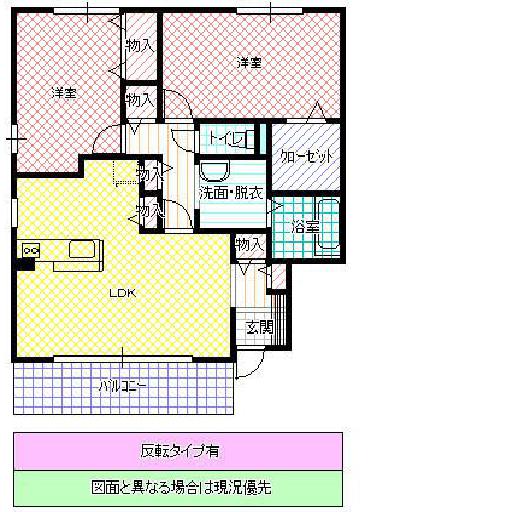 物入
洋室
洋室
物入
トイレ
クローゼット
物入
洗面・脱衣
物入
浴室
物入
LDK
玄関
バルコニー
反転タイプ有
図面と異なる場合は現況優先